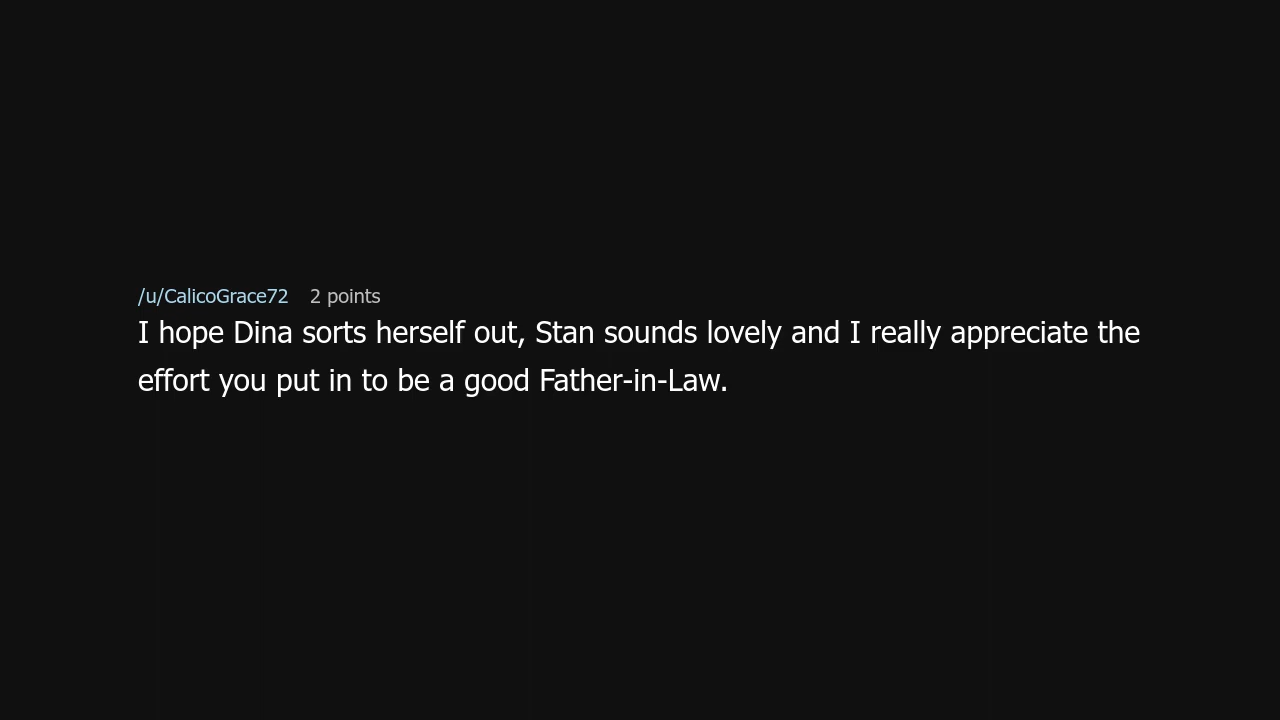 /u/CalicoGrace72 2 points
I hope Dina sorts herself out, Stan sounds lovely and I really appreciate the
effort you put in to be a good Father-in-Law.